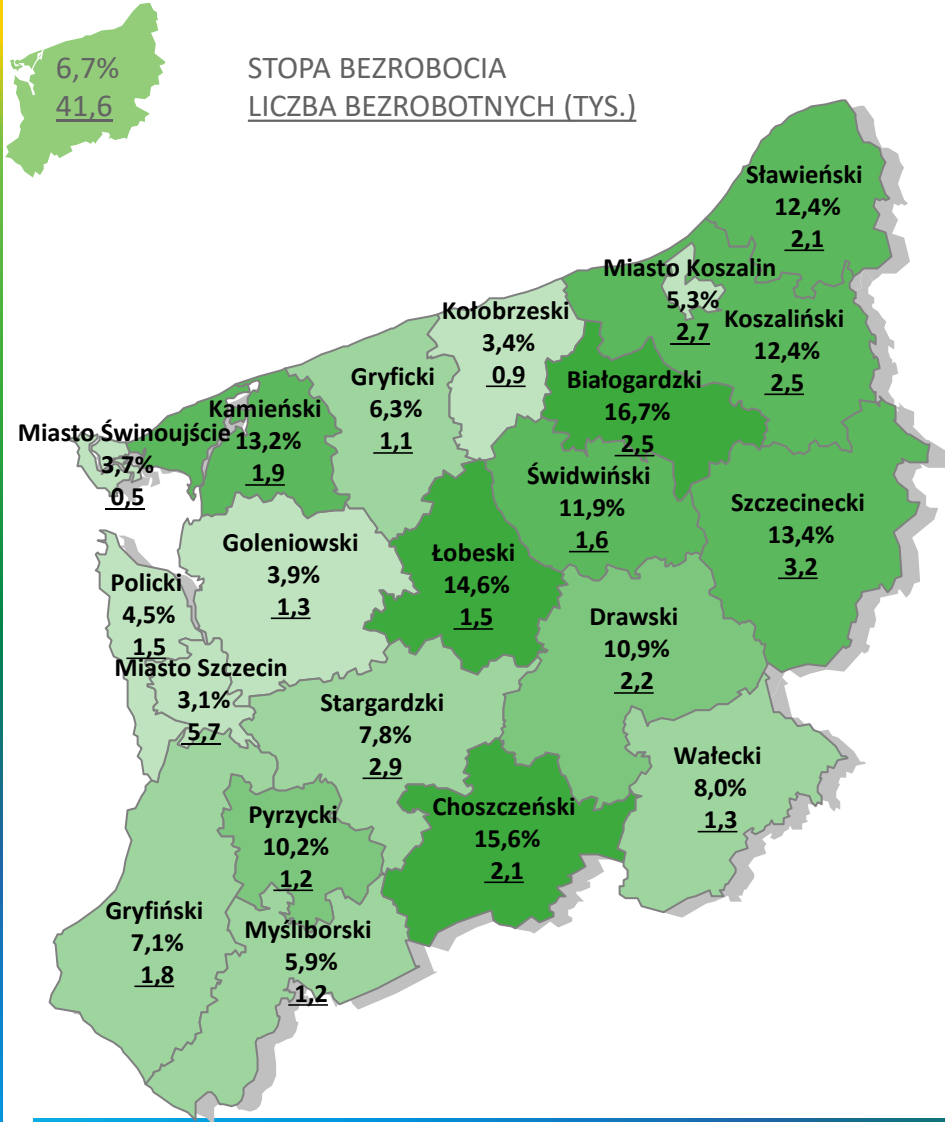 6,7%
41,6
STOPA BEZROBOCIA
LICZBA BEZROBOTNYCH (TYS.)
Sławieński
12,4%
2,1
Miasto Koszalin
5,3%
2,7
Koszaliński
12,4%
2,5
Kołobrzeski
3,4%
0,9
Białogardzki
16,7%
2,5
Gryficki
6,3%
1,1
Kamieński
13,2%
1,9
Miasto Świnoujście
3,7%
0,5
Świdwiński
11,9%
1,6
Szczecinecki
13,4%
3,2
Goleniowski
3,9%
1,3
Łobeski
14,6%
1,5
Policki
4,5%
1,5
Drawski
10,9%
2,2
Miasto Szczecin
3,1%
5,7
Stargardzki
7,8%
2,9
Wałecki
8,0%
1,3
Choszczeński
15,6%
2,1
Pyrzycki
10,2%
1,2
Gryfiński
7,1%
1,8
Myśliborski
5,9%
1,2